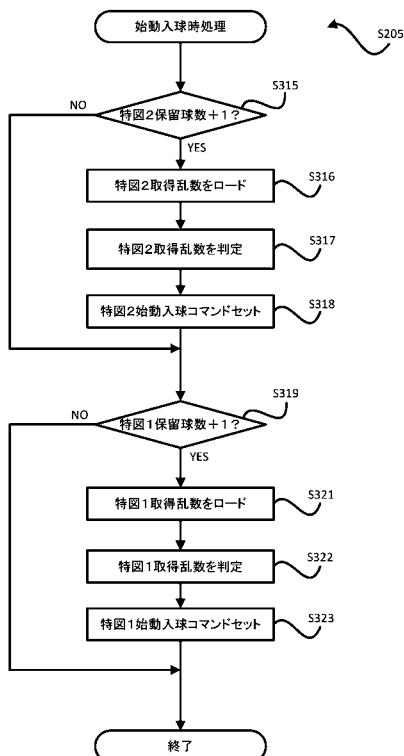 始動入球時処理
S205
S315
NO
特図2保留球数+1?
YES
S316
特図2取得乱数をロード
S317
特図2取得乱数を判定
S318
特図2始動入球コマンドセット
S319
NO
特図1保留球数+1?
YES
S321
特図1取得乱数をロード
S322
特図1取得乱数を判定
S323
特図1始動入球コマンドセット
終了